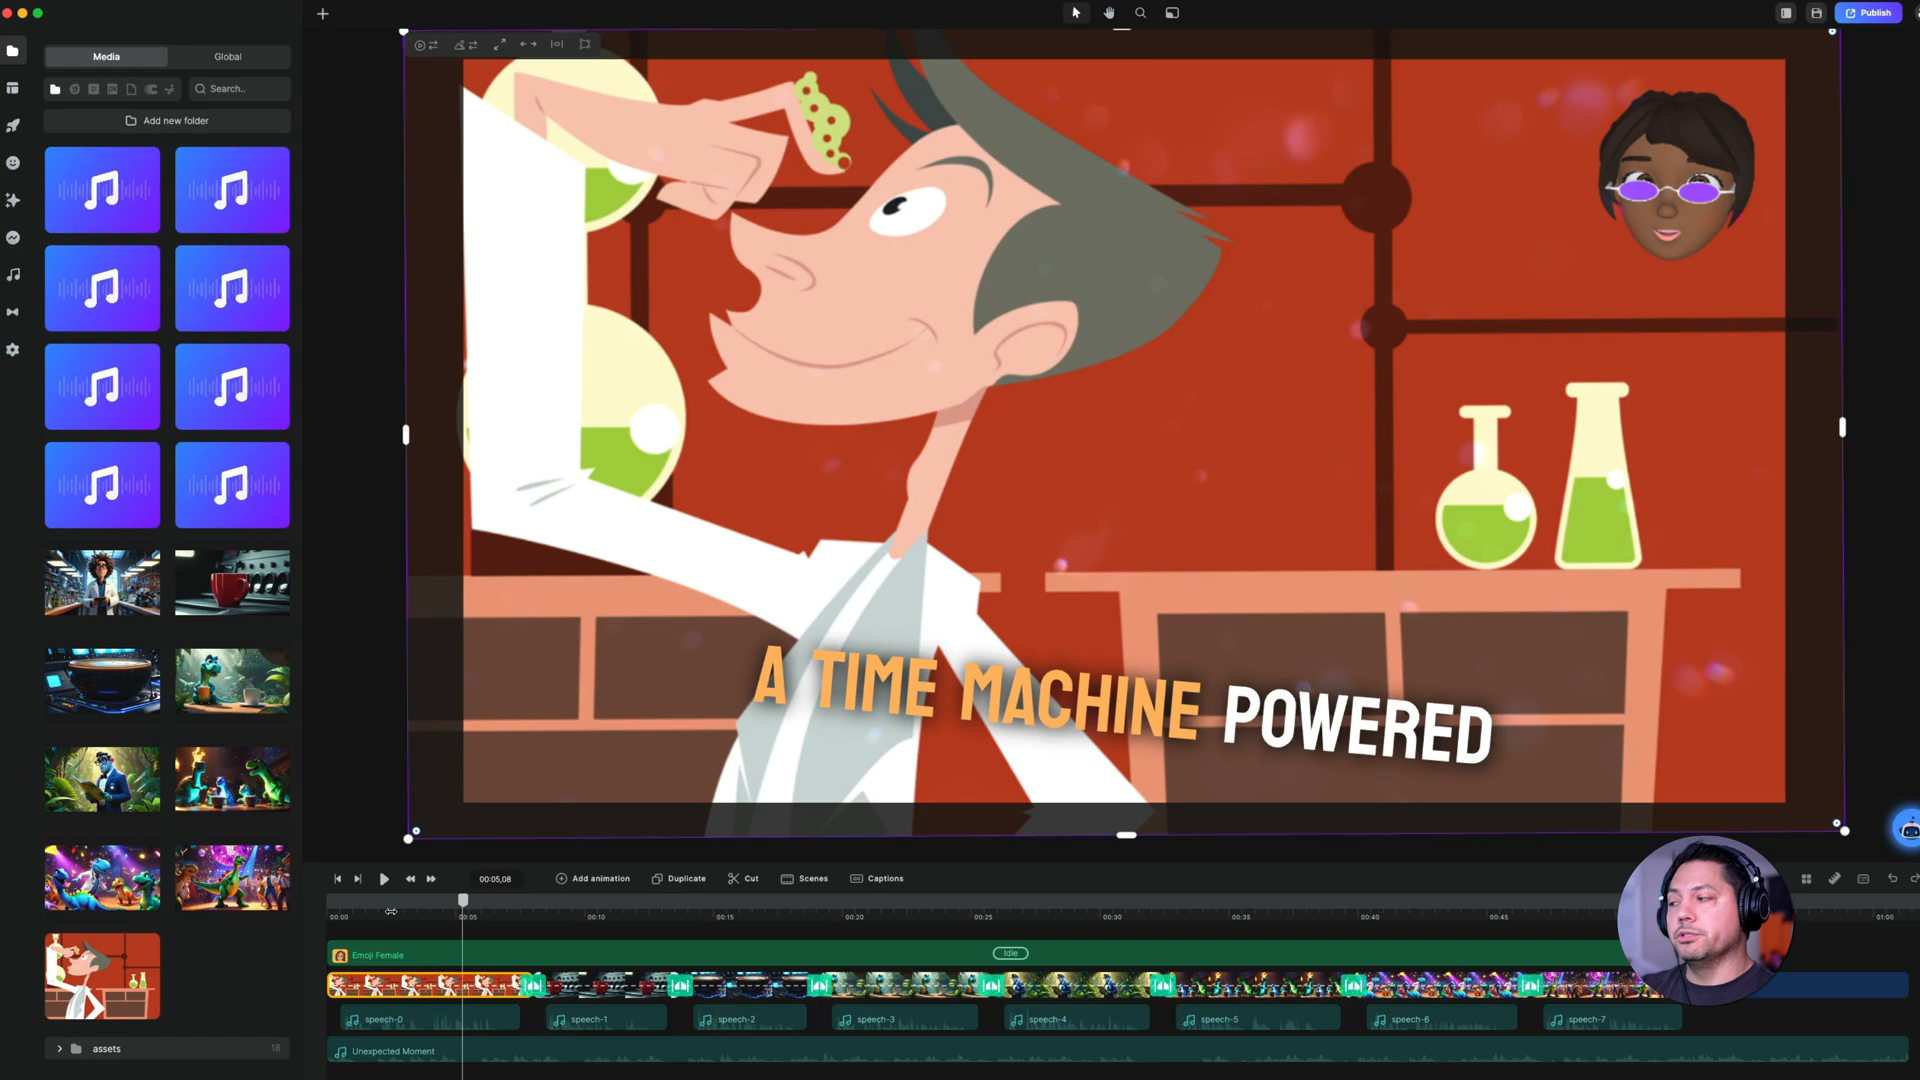 Publish
Media
Global
Search..
Add new folder
A TIME MACHINE POWERED
00:05,08
Add animation
Duplicate
Cut
Scenes
Captions
00:00
00:05
00:10
00:15
00:20
00:25
00:30
00:35
00:40
00:45
01:00
Emoji Female
Idle
speech-0
speech-1
speech-2
speech-3
speech-4
speech-5
speech-6
speech-7
assets
18
Unexpected Moment